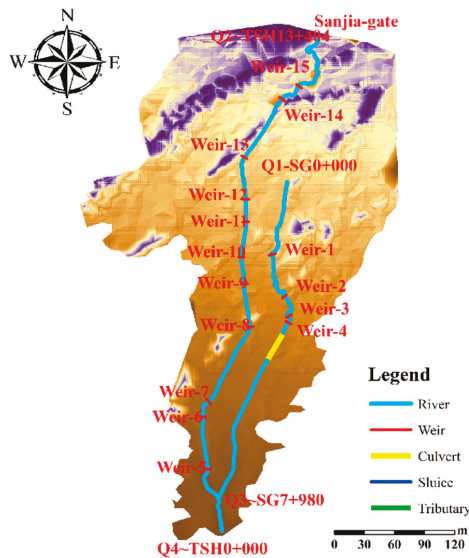 Sanjia-gate
N
Q2~TSH13+404
W E
Weir-15
S
Weir-14
Weir-13
Q1-SG0+000
Weir-12
Weir-11
Weir-10
Weir-1
Weir-9
Weir-2
Weir-3
Weir-8
Weir-4
Legend
River
Weir-7
Weir-6
Weir
Culvert
Weir-5
Sluice
Q3~SG7+980
Tributary
m
Q4~TSH0+000
0 30 60 90 120